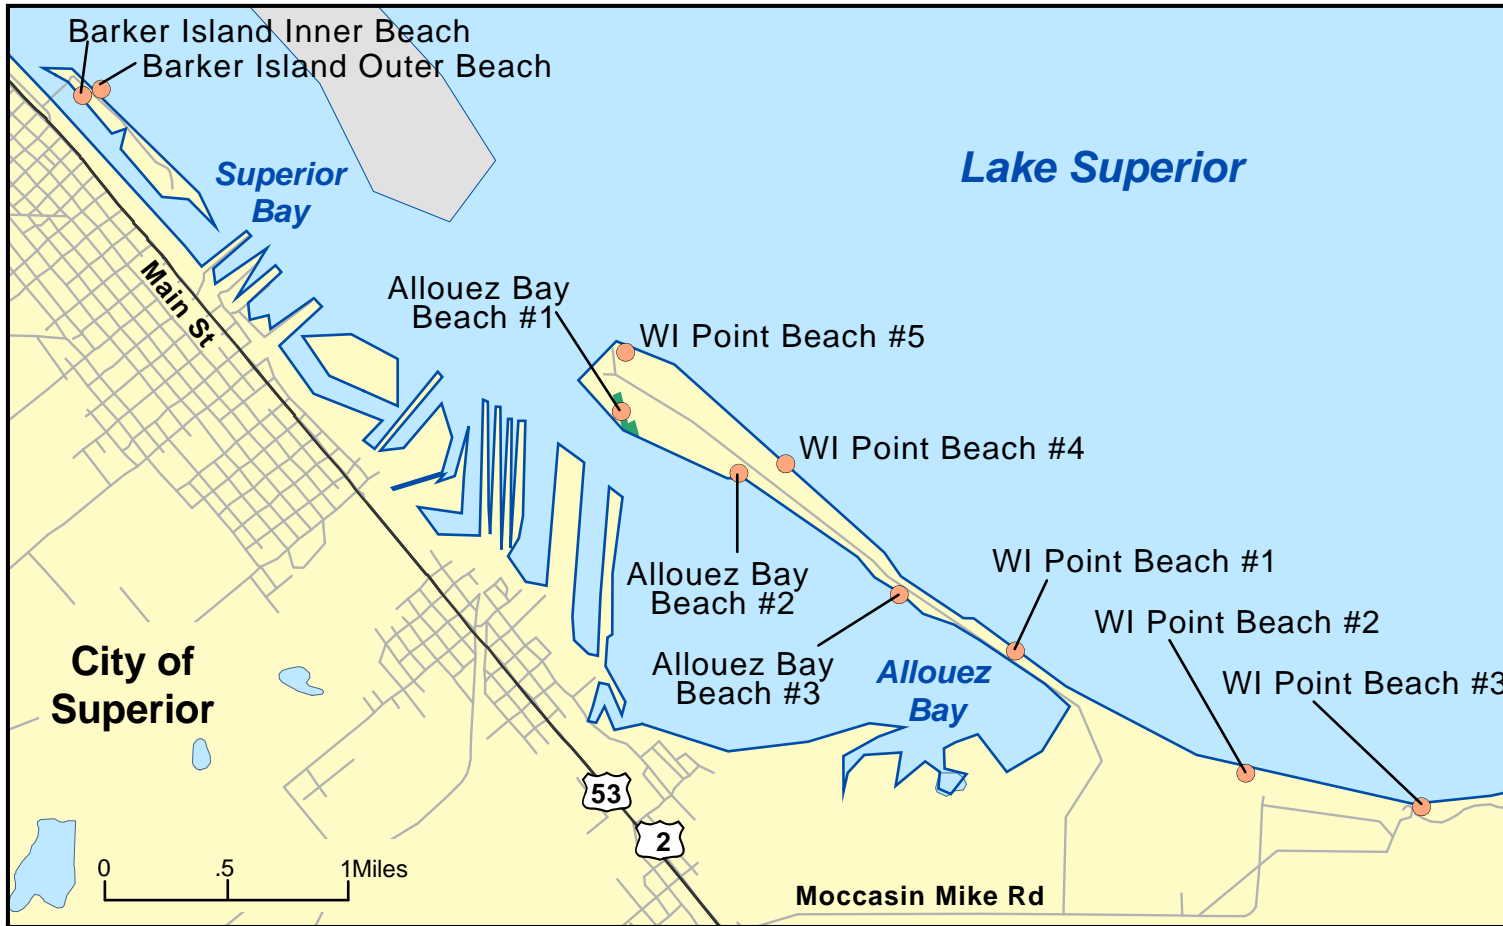 Barker Island Inner Beach
Barker Island Outer Beach
Superior
Bay
Lake Superior
Main St
Allouez Bay
Beach #1
WI Point Beach #5
WI Point Beach #4
Allouez Bay
Beach #2
WI Point Beach #1
WI Point Beach #2
Allouez Bay
Beach #3
Allouez
Bay
WI Point Beach #3
City of
Superior
53
2
0 .5 1Miles
Moccasin Mike Rd